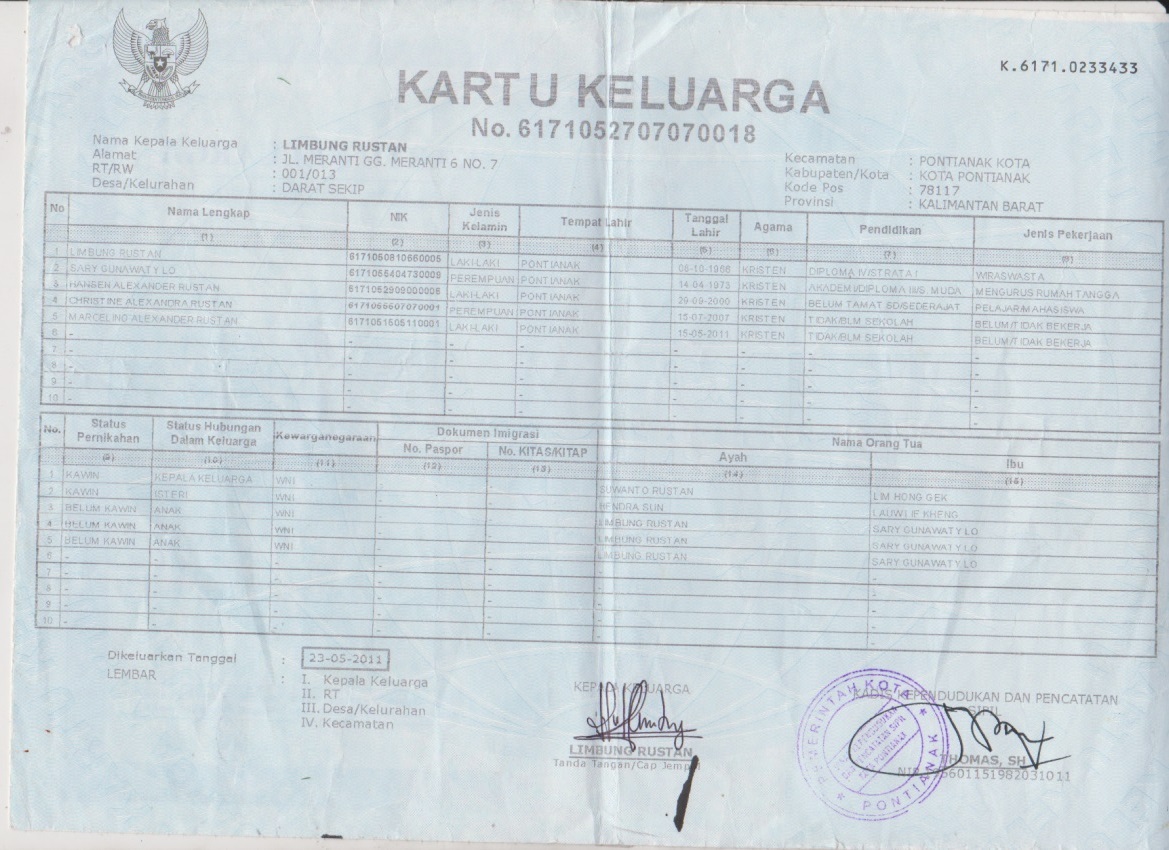 K.6171.0233433
KARTU KELUARGA
No. 6171052707070018
Nama Kepala Keluarga : LIMBUNG RUSTAN
Alamat : JL. MERANTI GG. MERANTI 6 NO. 7
RT/RW : 001/013
Desa/Kelurahan : DARAT SEKIP
Kecamatan : PONTIANAK KOTA
Kabupaten/Kota : KOTA PONTIANAK
Kode Pos : 78117
Provinsi : KALIMANTAN BARAT
No Nama Lengkap NIK Jenis Kelamin Tempat Lahir Tanggal Lahir Agama Pendidikan Jenis Pekerjaan
(1) (2) (3) (4) (5) (6) (7) (8)
1 LIMBUNG RUSTAN 6171050810660005 LAKI-LAKI PONTIANAK 08-10-1966 KRISTEN DIPLOMA IV/STRATA I WIRASWASTA
2 SARY GUNAWATY LO 6171055404730009 PEREMPUAN PONTIANAK 14-04-1973 KRISTEN AKADEMI/DIPLOMA III/S. MUDA MENGURUS RUMAH TANGGA
3 HANSEN ALEXANDER RUSTAN LAKI-LAKI PONTIANAK 29-09-2000 KRISTEN BELUM TAMAT SD/SEDERAJAT PELAJAR/MAHASISWA
4 CHRISTINE ALEXANDRA RUSTAN PEREMPUAN PONTIANAK 15-07-2007 KRISTEN TIDAK/BLM SEKOLAH BELUM/TIDAK BEKERJA
5 MARCELINO ALEXANDER RUSTAN 6171051505110001 LAKI-LAKI PONTIANAK 15-05-2011 KRISTEN TIDAK/BLM SEKOLAH BELUM/TIDAK BEKERJA
6 - - - - - - - -
7 - - - - - - - -
8 - - - - - - - -
9 - - - - - - - -
10 - - - - - - - -
No. Status Pernikahan Status Hubungan Dalam Keluarga Kewarganegaraan Dokumen Imigrasi Nama Orang Tua
No. Paspor No. KITAS/KITAP Ayah Ibu
(9) (10) (11) (12) (13) (14) (15)
1 KAWIN KEPALA KELUARGA WNI - - SUWANTO RUSTAN LIM HONG GEK
2 KAWIN ISTERI WNI - - HENDRA SUN LAUW LIE KHENG
3 BELUM KAWIN ANAK WNI - - LIMBUNG RUSTAN SARY GUNAWATY LO
4 BELUM KAWIN ANAK WNI - - LIMBUNG RUSTAN SARY GUNAWATY LO
5 BELUM KAWIN ANAK WNI - - LIMBUNG RUSTAN SARY GUNAWATY LO
6 - - - - - - -
7 - - - - - - -
8 - - - - - - -
9 - - - - - - -
10 - - - - - - -
Dikeluarkan Tanggal : 23-05-2011
LEMBAR : I. Kepala Keluarga
II. RT
III. Desa/Kelurahan
IV. Kecamatan
KEPALA KELUARGA
LIMBUNG RUSTAN
Tanda Tangan/Cap Jempol
KADIS KEPENDUDUKAN DAN PENCATATAN
SIPIL
PEMERINTAH KOTA
PONTIANAK
THOMAS, SH